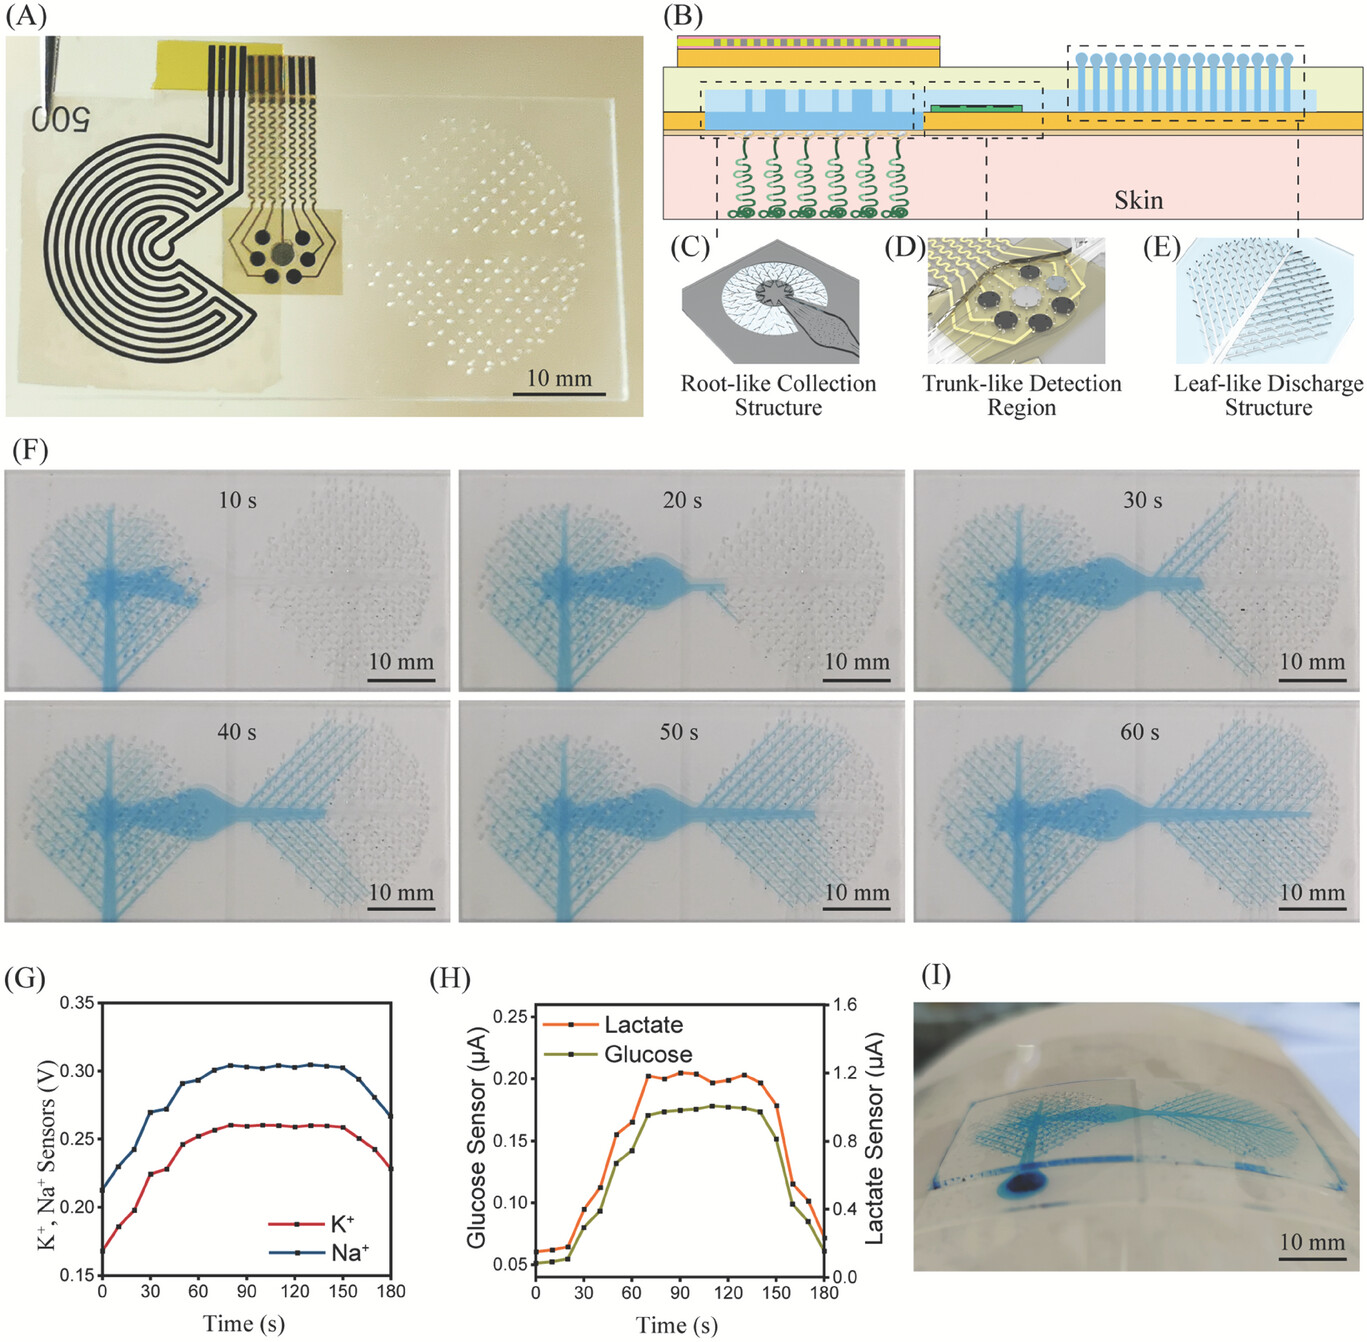 (A)
500
10 mm
(B)
Skin
(C)
(D)
(E)
Root-like Collection
Structure
Trunk-like Detection
Region
Leaf-like Discharge
Structure
(F)
10 s
10 mm
20 s
10 mm
30 s
10 mm
40 s
10 mm
50 s
10 mm
60 s
10 mm
(G)
K⁺, Na⁺ Sensors (V)
0.35
0.30
0.25
0.20
0.15
K⁺
Na⁺
0 30 60 90 120 150 180
Time (s)
(H)
Glucose Sensor (μA)
0.25
0.20
0.15
0.10
0.05
Lactate
Glucose
1.6
1.2
0.8
0.4
0.0
Lactate Sensor (μA)
0 30 60 90 120 150 180
Time (s)
(I)
10 mm